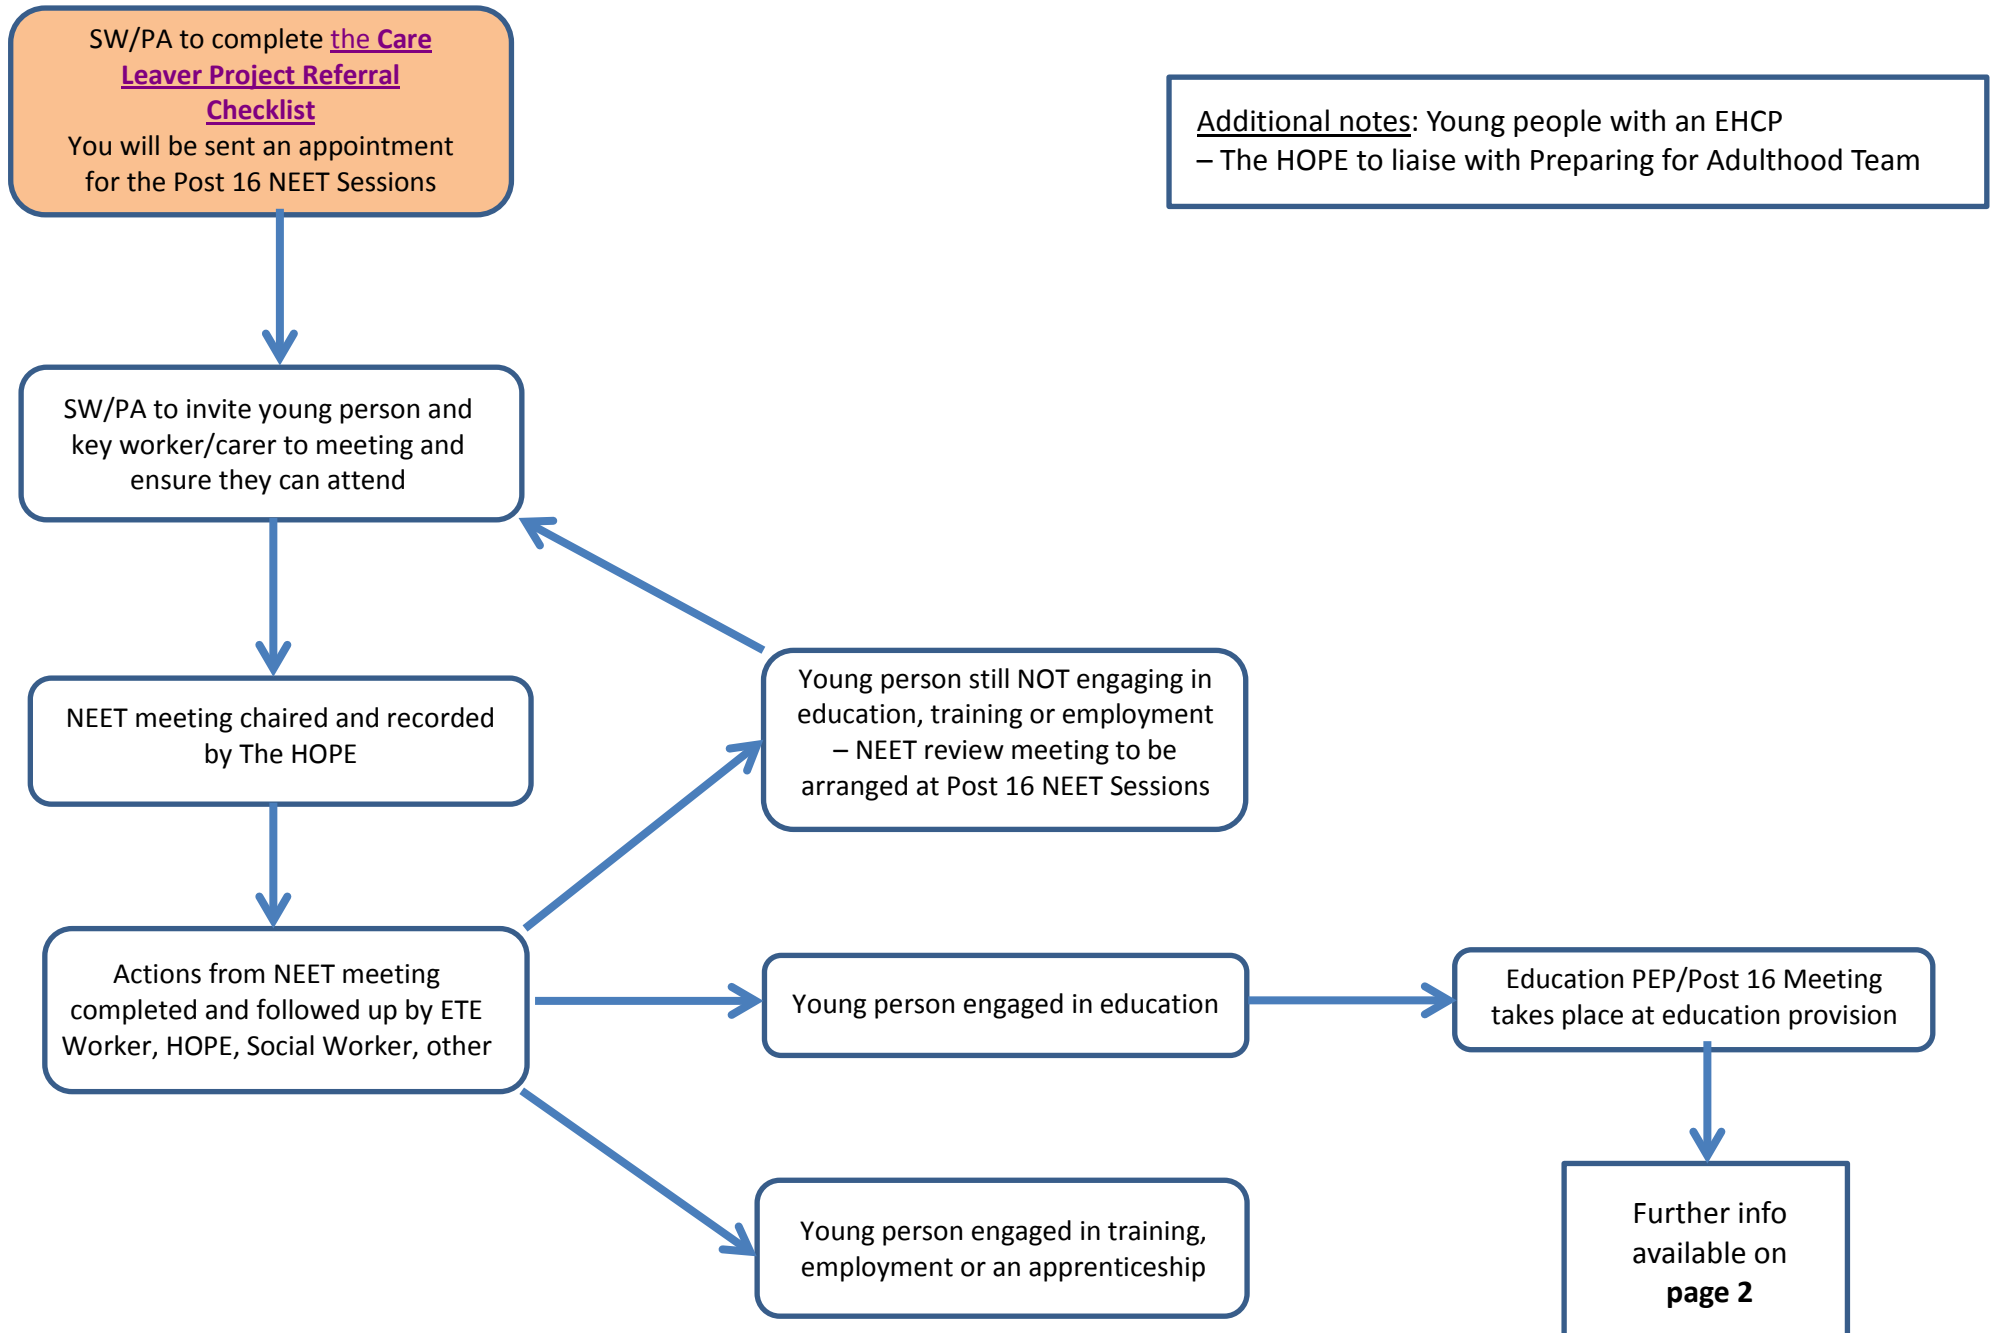 SW/PA to complete the Care
Leaver Project Referral
Checklist
You will be sent an appointment
for the Post 16 NEET Sessions
Additional notes: Young people with an EHCP
– The HOPE to liaise with Preparing for Adulthood Team
SW/PA to invite young person and
key worker/carer to meeting and
ensure they can attend
NEET meeting chaired and recorded
by The HOPE
Young person still NOT engaging in
education, training or employment
– NEET review meeting to be
arranged at Post 16 NEET Sessions
Actions from NEET meeting
completed and followed up by ETE
Worker, HOPE, Social Worker, other
Young person engaged in education
Education PEP/Post 16 Meeting
takes place at education provision
Young person engaged in training,
employment or an apprenticeship
Further info
available on
page 2